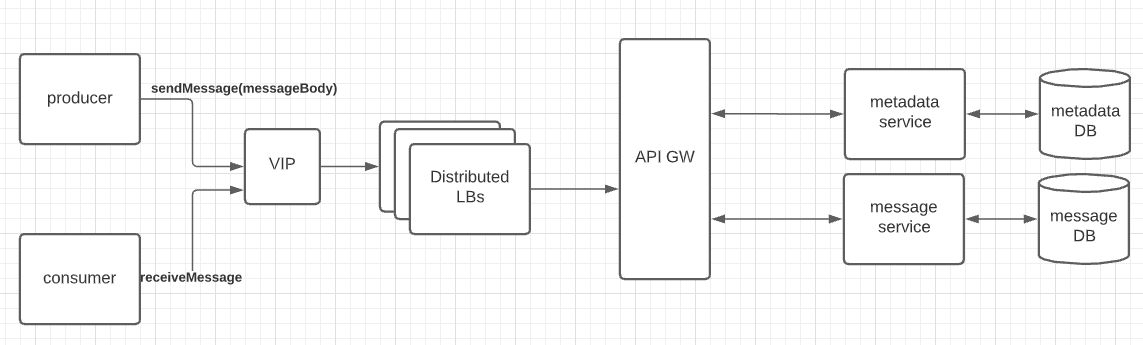 producer
sendMessage(messageBody)
VIP
consumer
receiveMessage
Distributed
LBs
API GW
metadata
service
metadata
DB
message
service
message
DB